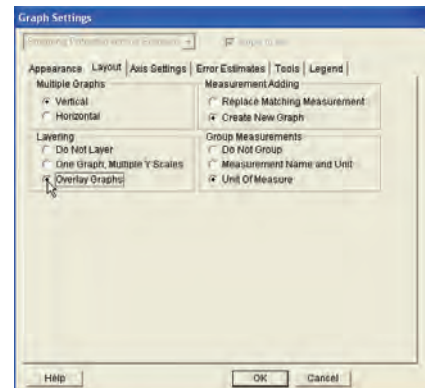 Graph Settings
Appearance Layout Axis Settings Error Estimates Tools Legend
Multiple Graphs
Vertical
Horizontal
Measurement Adding
Replace Matching Measurement
Create New Graph
Layering
Do Not Layer
One Graph, Multiple Y Scales
Overlay Graphs
Group Measurements
Do Not Group
Measurement Name and Unit
Unit Of Measure
Help OK Cancel